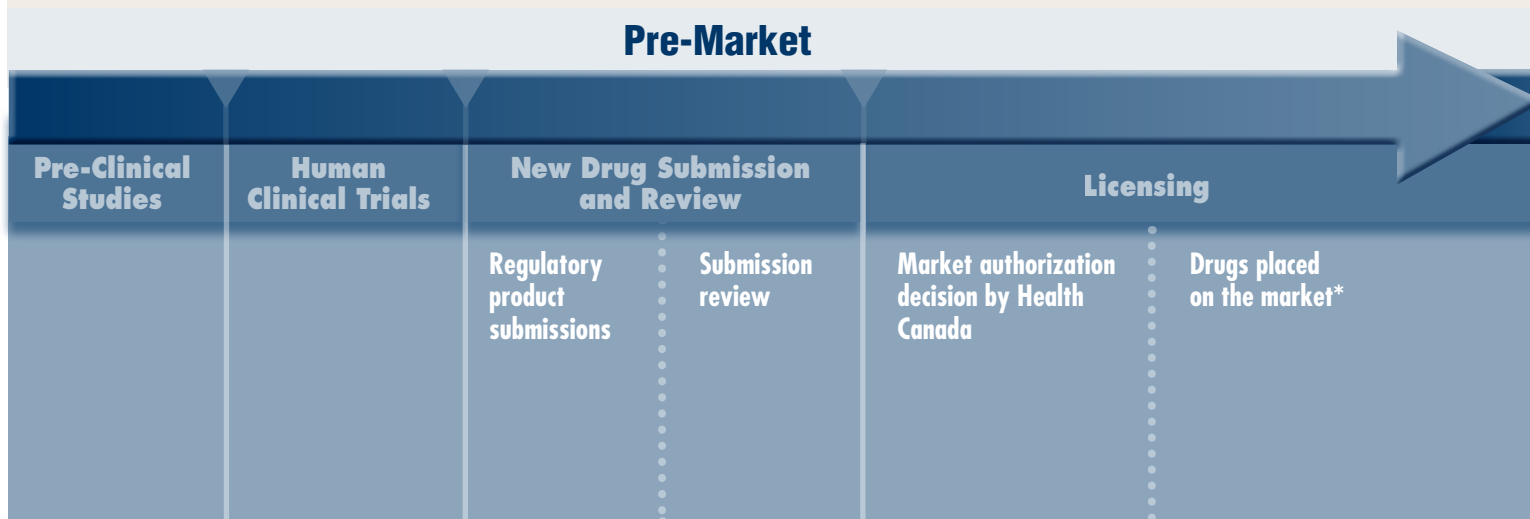 Pre-Market
Pre-Clinical
Studies
Human
Clinical Trials
New Drug Submission
and Review
Licensing
Regulatory
product
submissions
Submission
review
Market authorization
decision by Health
Canada
Drugs placed
on the market*